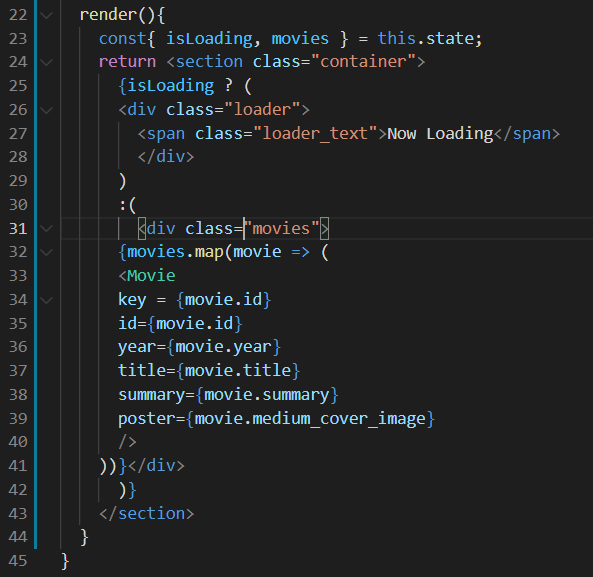 22 render(){
23 const{ isLoading, movies } = this.state;
24 return <section class="container">
25 {isLoading ? (
26 <div class="loader">
27 <span class="loader_text">Now Loading</span>
28 </div>
29 )
30 :(
31 <div class="movies">
32 {movies.map(movie => (
33 <Movie
34 key = {movie.id}
35 id={movie.id}
36 year={movie.year}
37 title={movie.title}
38 summary={movie.summary}
39 poster={movie.medium_cover_image}
40 />
41 ))}</div>
42 )}
43 </section>
44 }
45 }